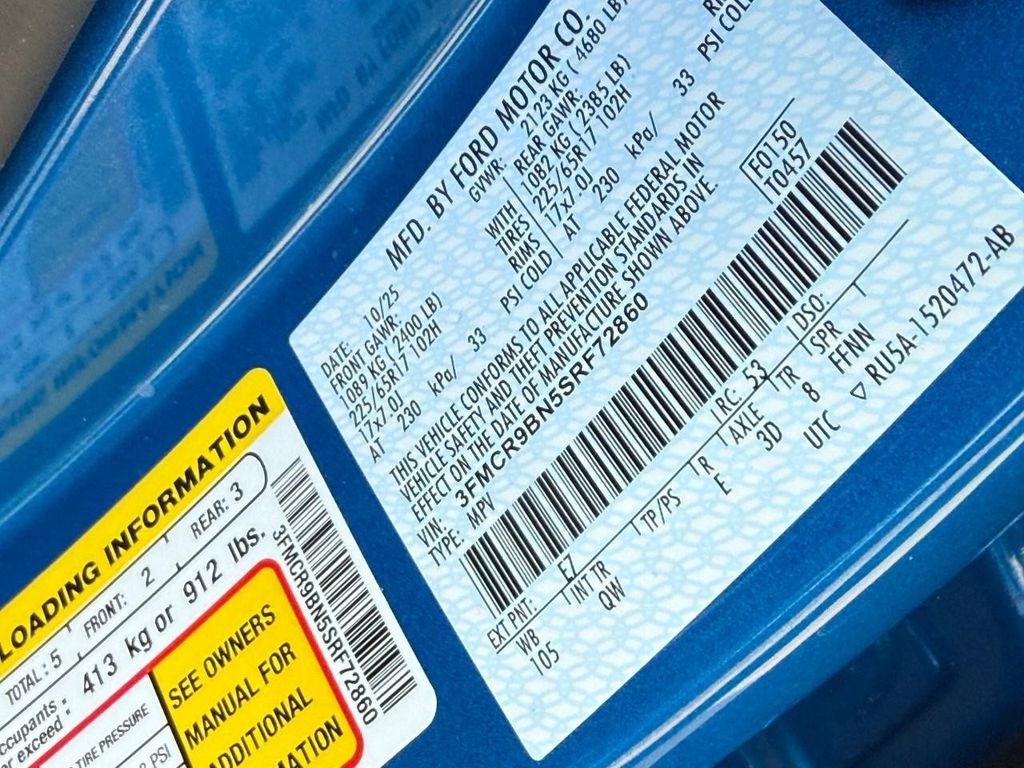 MFD. BY FORD MOTOR CO.
DATE: 10/25
GVWR: 2123 KG ( 4680 LB)
FRONT GAWR:
REAR GAWR:
1089 KG ( 2400 LB)
WITH
1082 KG ( 2385 LB)
225/65R17 102H
TIRES
225/65R17 102H
17x7.0J
RIMS
17x7.0J
AT 230 kPa/ 33 PSI COLD
AT 230 kPa/ 33 PSI COLD
THIS VEHICLE CONFORMS TO ALL APPLICABLE FEDERAL MOTOR
VEHICLE SAFETY AND THEFT PREVENTION STANDARDS IN
EFFECT ON THE DATE OF MANUFACTURE SHOWN ABOVE.
VIN: 3FMCR9BN5SRF72860
TYPE: MPV
F0150
T0457
EXT PNT: E7 RC: 53 DSO:
WB INT TR TP/PS R AXLE TR SPR
105 QW E 3D 8 FFNN
UTC ▽ RU5A-15204472-AB
LOADING INFORMATION
TOTAL: 5 , FRONT: 2 , REAR: 3
413 kg or 912 lbs.
TIRE PRESSURE
PSI
SEE OWNERS
MANUAL FOR
ADDITIONAL
3FMCR9BN5SRF72860